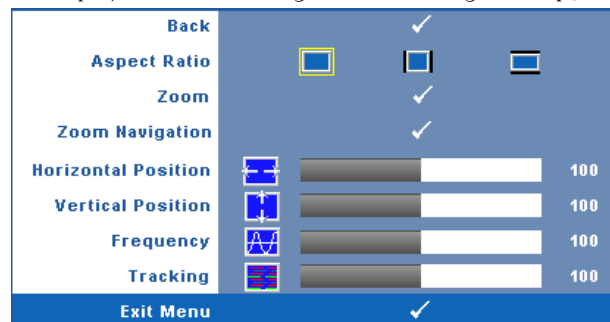 Back
Aspect Ratio
Zoom
Zoom Navigation
Horizontal Position 100
Vertical Position 100
Frequency 100
Tracking 100
Exit Menu